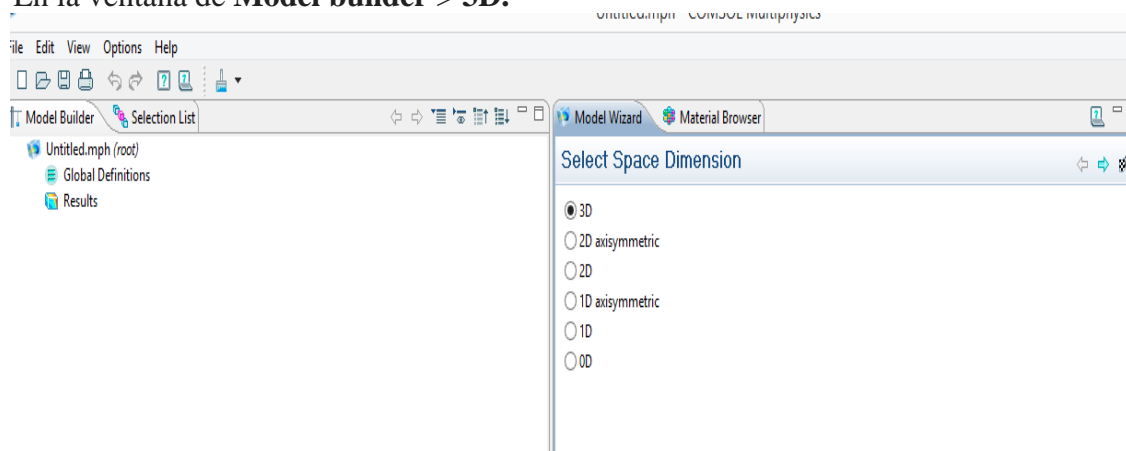 En la ventana de Model builder > 3D.
Untitled.mph - COMSOL Multiphysics
File Edit View Options Help
Model Builder Selection List Model Wizard Material Browser
Untitled.mph (root)
Global Definitions
Results
Select Space Dimension
3D
2D axisymmetric
2D
1D axisymmetric
1D
0D